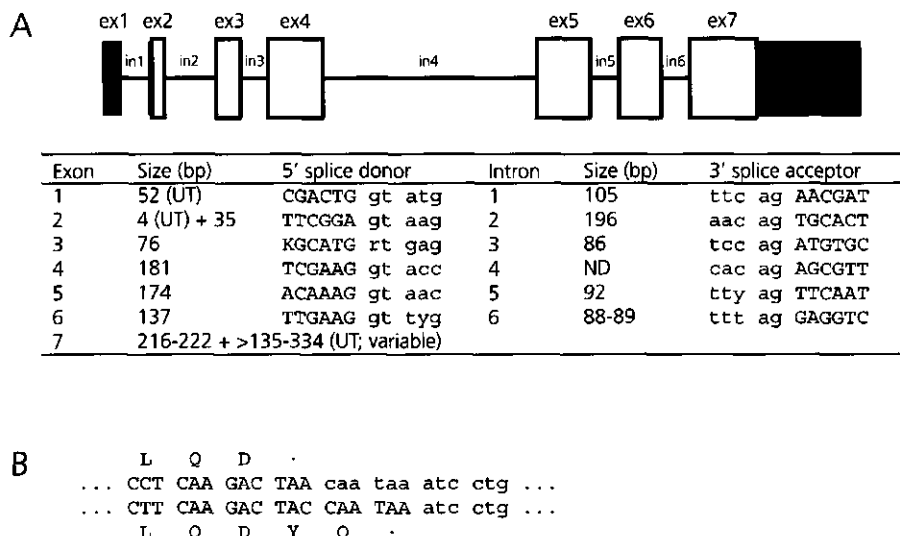 A
ex1 ex2 ex3 ex4 ex5 ex6 ex7
in1 in2 in3 in4 in5 in6
Exon Size (bp) 5' splice donor Intron Size (bp) 3' splice acceptor
1 52 (UT) CGACTG gt atg 1 105 ttc ag AACGAT
2 4 (UT) + 35 TTCGGA gt aag 2 196 aac ag TGCACT
3 76 KGCATG rt gag 3 86 tcc ag ATGTGC
4 181 TCGAAG gt acc 4 ND cac ag AGCGTT
5 174 ACAAAG gt aac 5 92 tty ag TTCAAT
6 137 TTGAAG gt tyg 6 88-89 ttt ag GAGGTC
7 216-222 + >135-334 (UT; variable)
B
L Q D ·
... CCT CAA GACTAA caa taa atc ctg ...
... CTT CAA GAC TAC CAA TAA atc ctg ...
L Q D Y Q ·